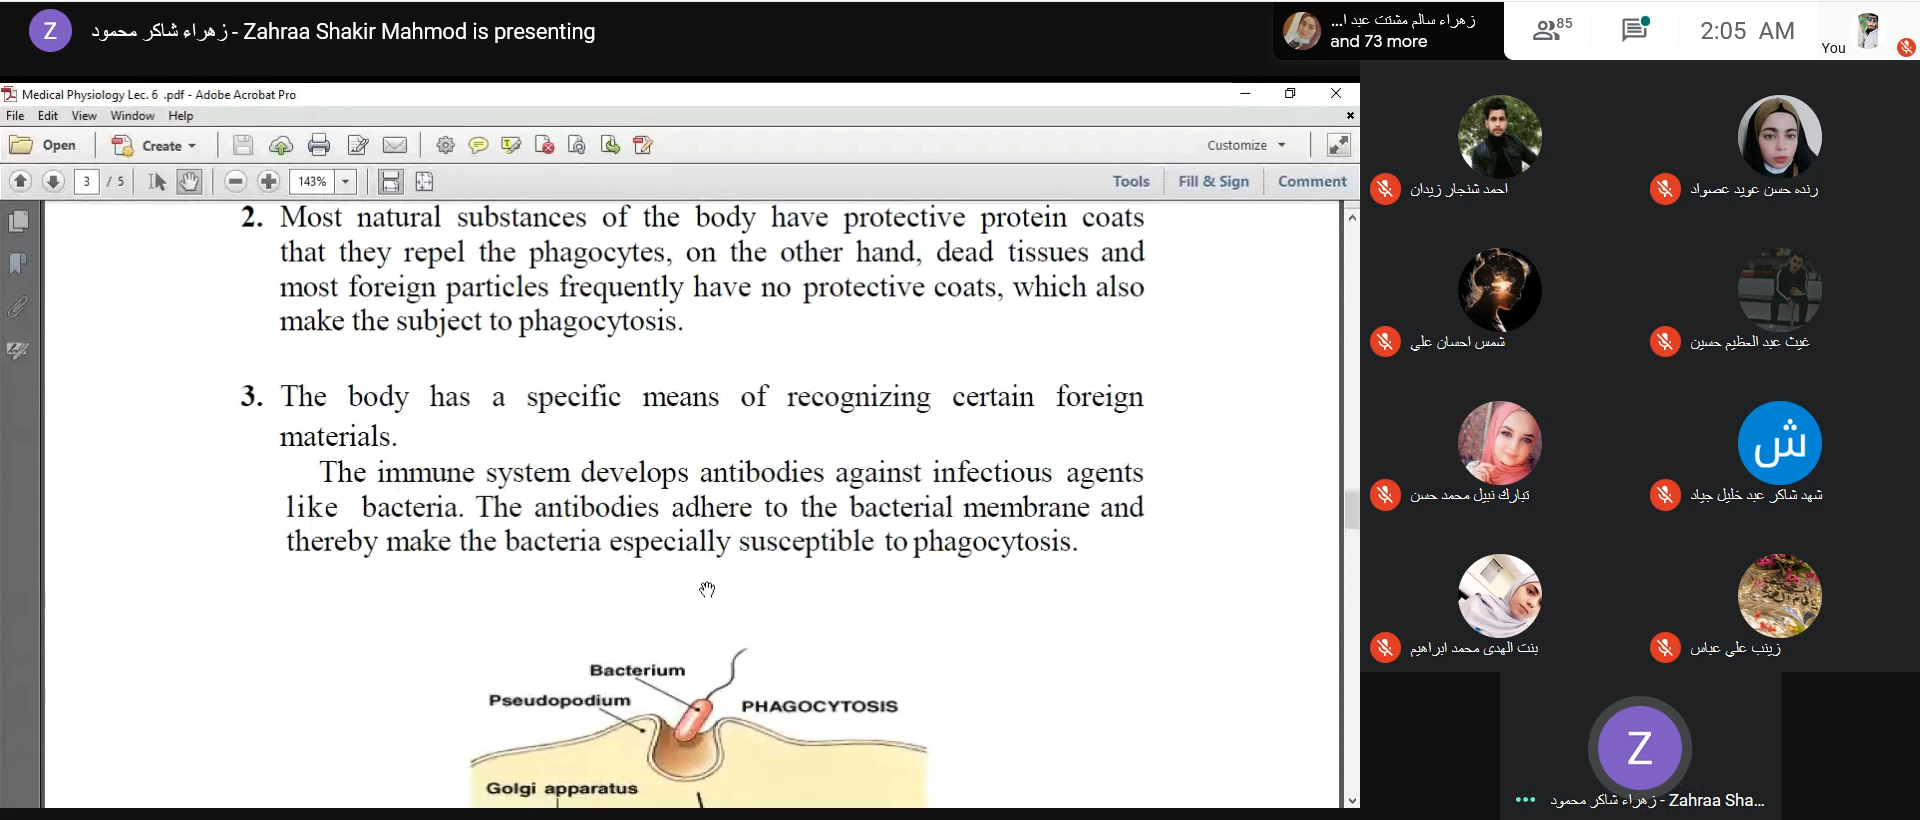 Z
زهراء شاكر محمود - Zahraa Shakir Mahmod is presenting
زهراء سالم مشتت عبد ا...
and 73 more
85
2:05 AM
You
Medical Physiology Lec. 6 .pdf - Adobe Acrobat Pro
File Edit View Window Help
Open
Create
Customize
3 / 5
143%
Tools
Fill & Sign
Comment
2. Most natural substances of the body have protective protein coats
that they repel the phagocytes, on the other hand, dead tissues and
most foreign particles frequently have no protective coats, which also
make the subject to phagocytosis.
3. The body has a specific means of recognizing certain foreign
materials.
The immune system develops antibodies against infectious agents
like bacteria. The antibodies adhere to the bacterial membrane and
thereby make the bacteria especially susceptible to phagocytosis.
Bacterium
Pseudopodium
PHAGOCYTOSIS
Golgi apparatus
احمد شنجار زيدان
رنده حسن عويد عصواد
شمس احسان علي
غيث عبد العظيم حسين
تبارك نبيل محمد حسن
ش
شهد شاكر عبد خليل جياد
بنت الهدى محمد ابراهيم
زينب علي عباس
Z
زهراء شاكر محمود - Zahraa Sha...